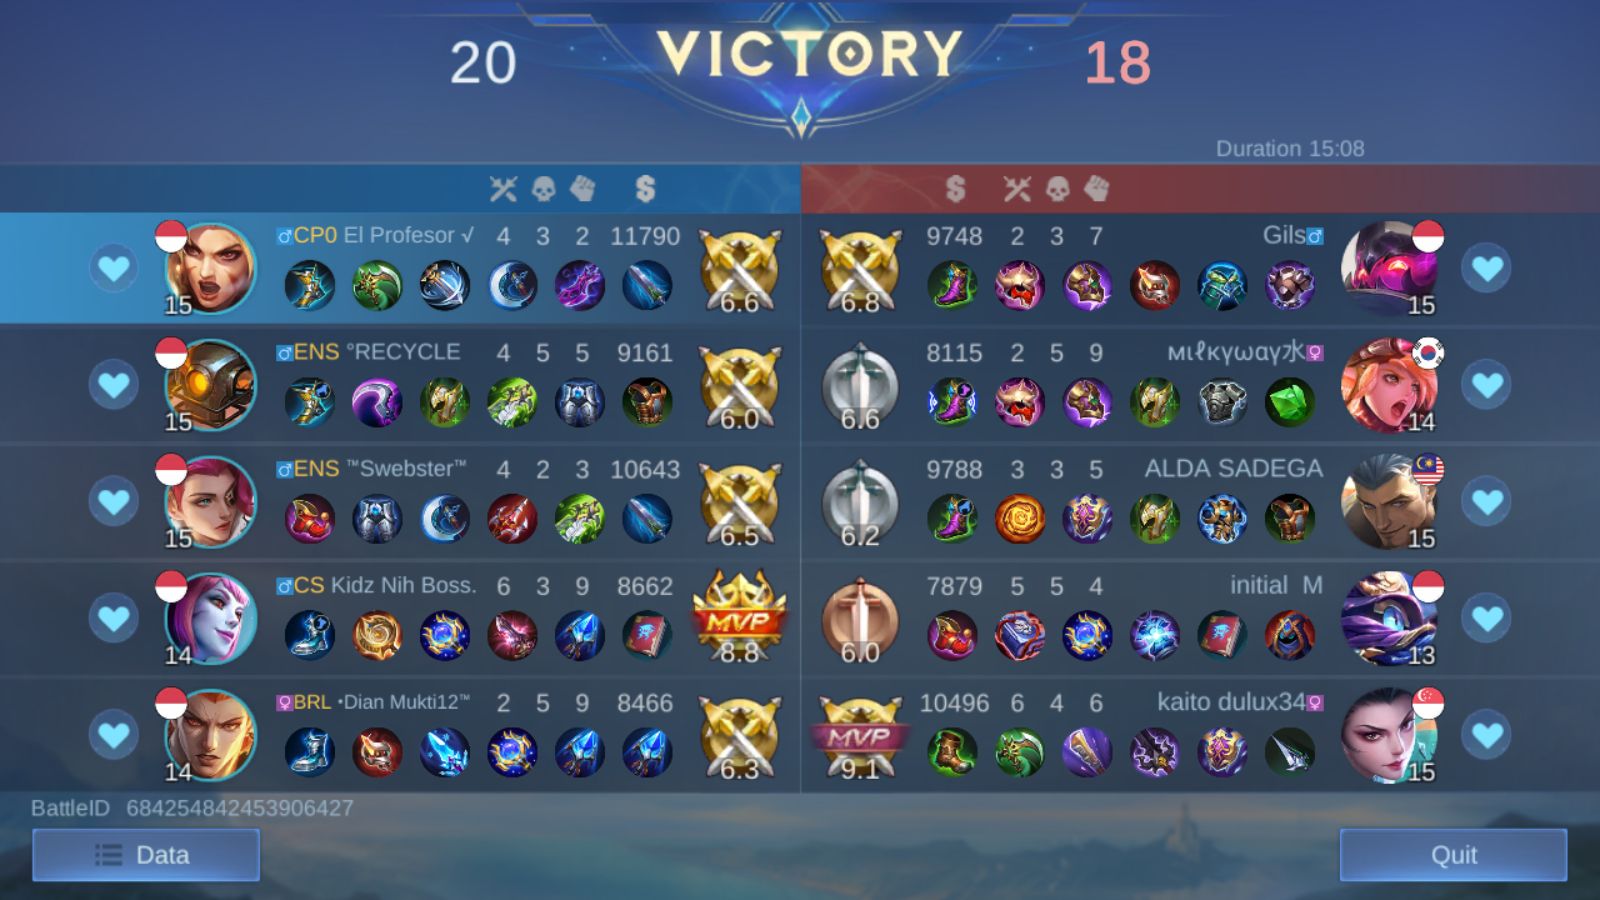 20 VICTORY 18
Duration 15:08
CP0 El Profesor √ 4 3 2 11790
15 6.6
9748 2 3 7 Gils
6.8 15
ENS °RECYCLE 4 5 5 9161
15 6.0
8115 2 5 9 мιℓкγωαγ水
6.6 14
ENS ™Swebster™ 4 2 3 10643
15 6.5
9788 3 3 5 ALDA SADEGA
6.2 15
CS Kidz Nih Boss. 6 3 9 8662
14 MVP 8.8
7879 5 5 4 initial M
6.0 13
BRL •Dian Mukti12™ 2 5 9 8466
14 6.3
10496 6 4 6 kaito dulux34
MVP 9.1 15
BattleID 684254842453906427
Data
Quit